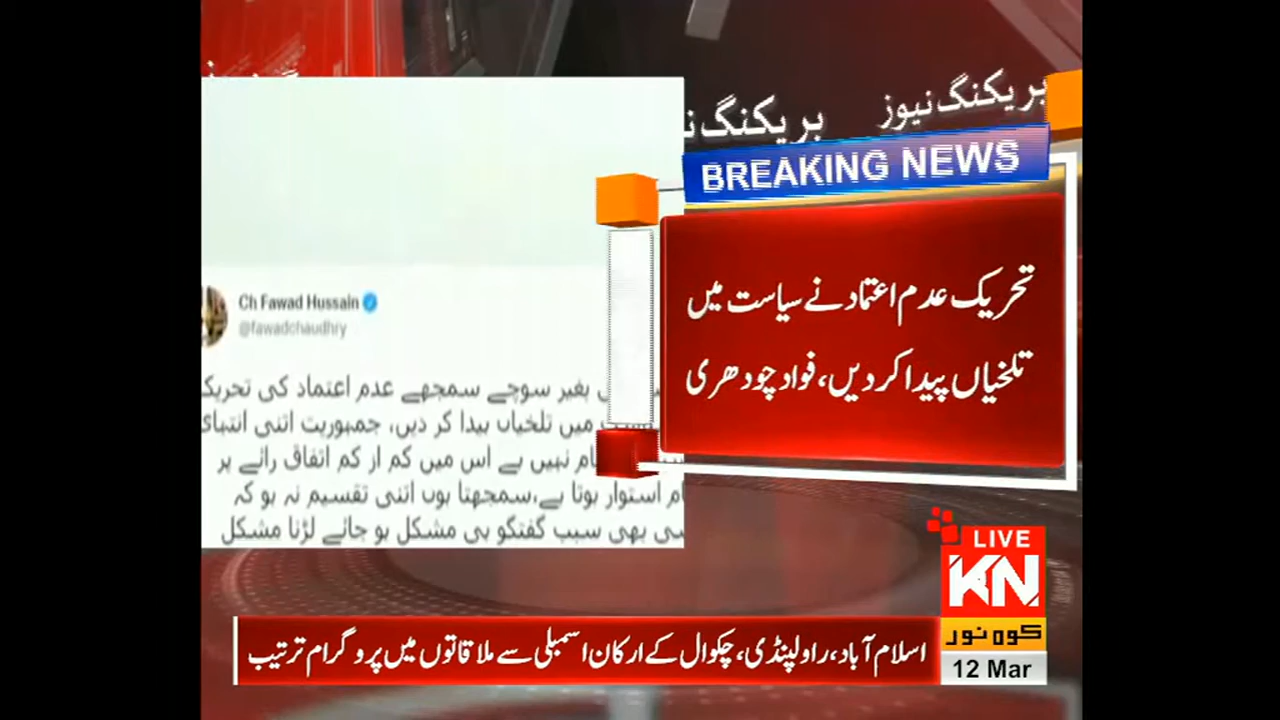 بریکنگ نیوز
بریکنگ
BREAKING NEWS
تحریک عدم اعتماد نے سیاست میں
تلخیاں پیدا کر دیں، فواد چودھری
Ch Fawad Hussain
@fawadchaudhry
بغیر سوچے سمجھے عدم اعتماد کی تحریک
میں تلخیاں پیدا کر دیں، جمہوریت اتنی انتہائ
نہیں ہے اس میں کم از کم اتفاق رائے پر
استوار ہوتا ہے،سمجھتا ہوں اتنی تقسیم نہ ہو کہ
بھی سبب گفتگو ہی مشکل ہو جائے لڑنا مشکل
LIVE
KN
کوہ نور
12 Mar
اسلام آباد، راولپنڈی، چکوال کے ارکان اسمبلی سے ملاقاتوں میں پروگرام ترتیب